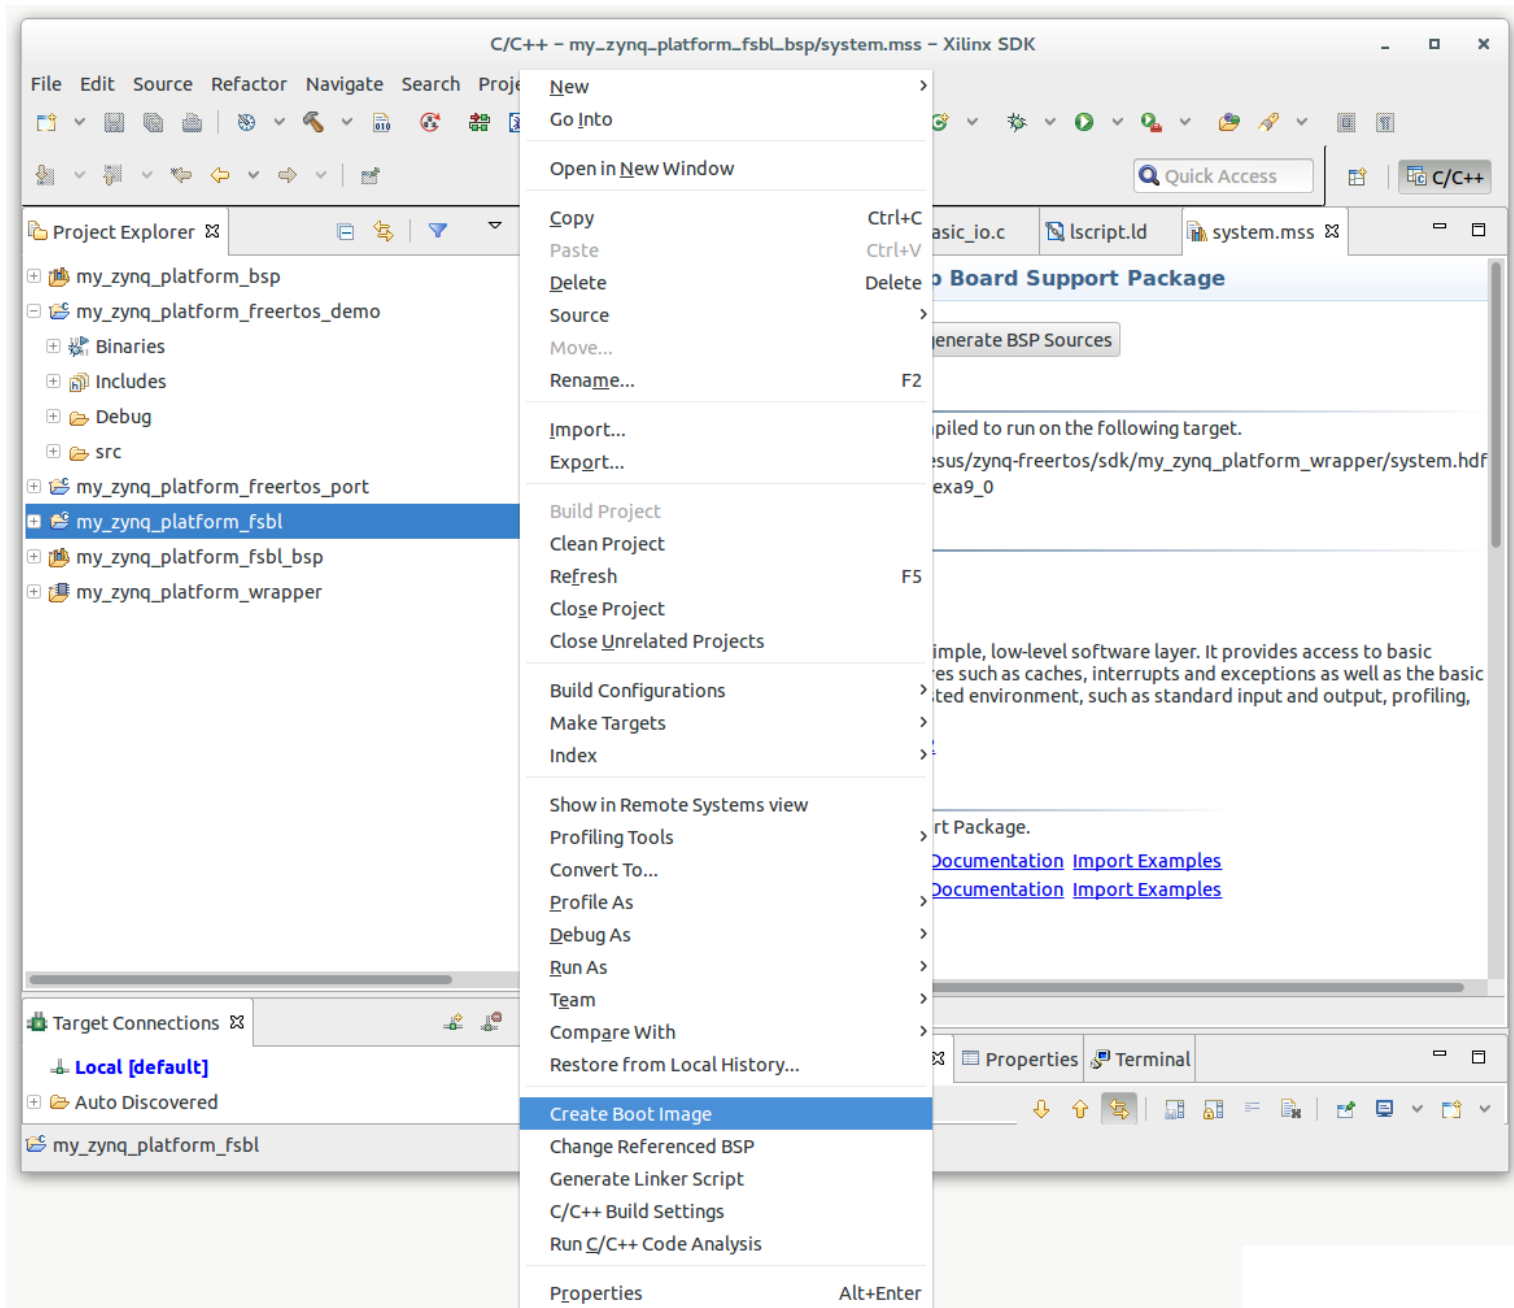 C/C++ – my_zynq_platform_fsbl_bsp/system.mss – Xilinx SDK
File Edit Source Refactor Navigate Search
Quick Access
C/C++
Project Explorer
my_zynq_platform_bsp
my_zynq_platform_freertos_demo
Binaries
Includes
Debug
src
my_zynq_platform_freertos_port
my_zynq_platform_fsbl
my_zynq_platform_fsbl_bsp
my_zynq_platform_wrapper
Target Connections
Local [default]
Auto Discovered
my_zynq_platform_fsbl
New
Go Into
Open in New Window
Copy Ctrl+C
Paste Ctrl+V
Delete Delete
Source
Move...
Rename... F2
Import...
Export...
Build Project
Clean Project
Refresh F5
Close Project
Close Unrelated Projects
Build Configurations
Make Targets
Index
Show in Remote Systems view
Profiling Tools
Convert To...
Profile As
Debug As
Run As
Team
Compare With
Restore from Local History...
Create Boot Image
Change Referenced BSP
Generate Linker Script
C/C++ Build Settings
Run C/C++ Code Analysis
Properties Alt+Enter
asic_io.c lscript.ld system.mss
Board Support Package
generate BSP Sources
piled to run on the following target.
esus/zynq-freertos/sdk/my_zynq_platform_wrapper/system.hdf
exa9_0
imple, low-level software layer. It provides access to basic
res such as caches, interrupts and exceptions as well as the basic
sted environment, such as standard input and output, profiling,
rt Package.
Documentation Import Examples
Documentation Import Examples
Properties Terminal